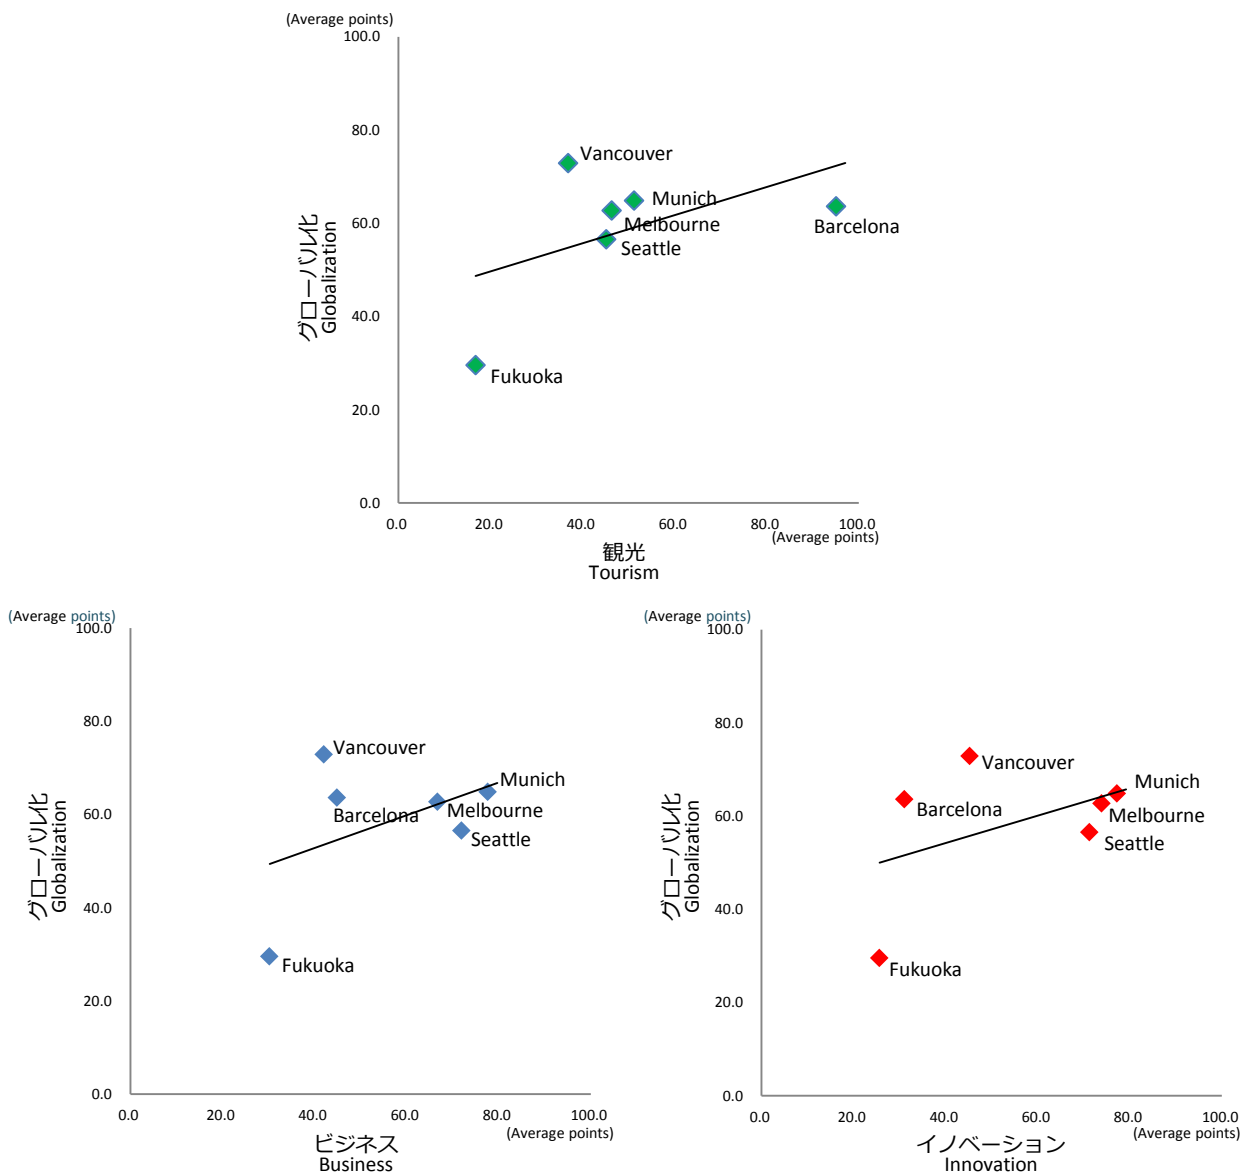 (Average points)
100.0
80.0
60.0
40.0
20.0
0.0
グローバル化
Globalization
Vancouver
Munich
Melbourne
Seattle
Barcelona
Fukuoka
0.0 20.0 40.0 60.0 80.0 100.0
(Average points)
観光
Tourism
(Average points)
100.0
80.0
60.0
40.0
20.0
0.0
グローバル化
Globalization
Vancouver
Munich
Barcelona
Melbourne
Seattle
Fukuoka
0.0 20.0 40.0 60.0 80.0 100.0
(Average points)
ビジネス
Business
(Average points)
100.0
80.0
60.0
40.0
20.0
0.0
グローバル化
Globalization
Vancouver
Munich
Barcelona
Melbourne
Seattle
Fukuoka
0.0 20.0 40.0 60.0 80.0 100.0
(Average points)
イノベーション
Innovation